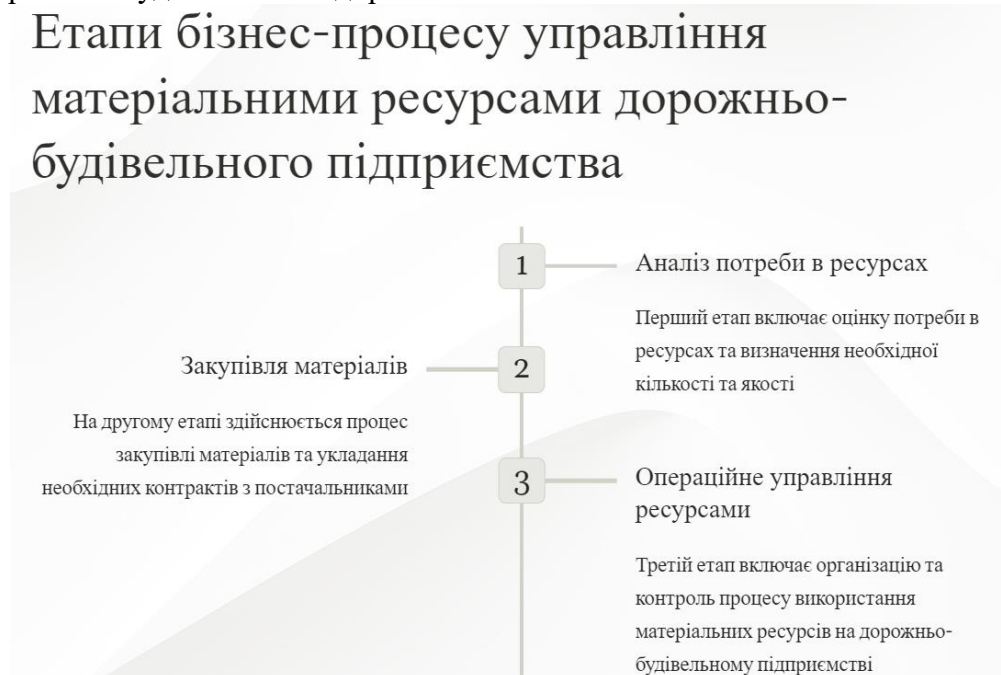 Етапи бізнес-процесу управління
матеріальними ресурсами дорожньо-
будівельного підприємства
1
Аналіз потреби в ресурсах
Перший етап включає оцінку потреби в
ресурсах та визначення необхідної
кількості та якості
Закупівля матеріалів
2
На другому етапі здійснюється процес
закупівлі матеріалів та укладання
необхідних контрактів з постачальниками
3
Операційне управління
ресурсами
Третій етап включає організацію та
контроль процесу використання
матеріальних ресурсів на дорожньо-
будівельному підприємстві